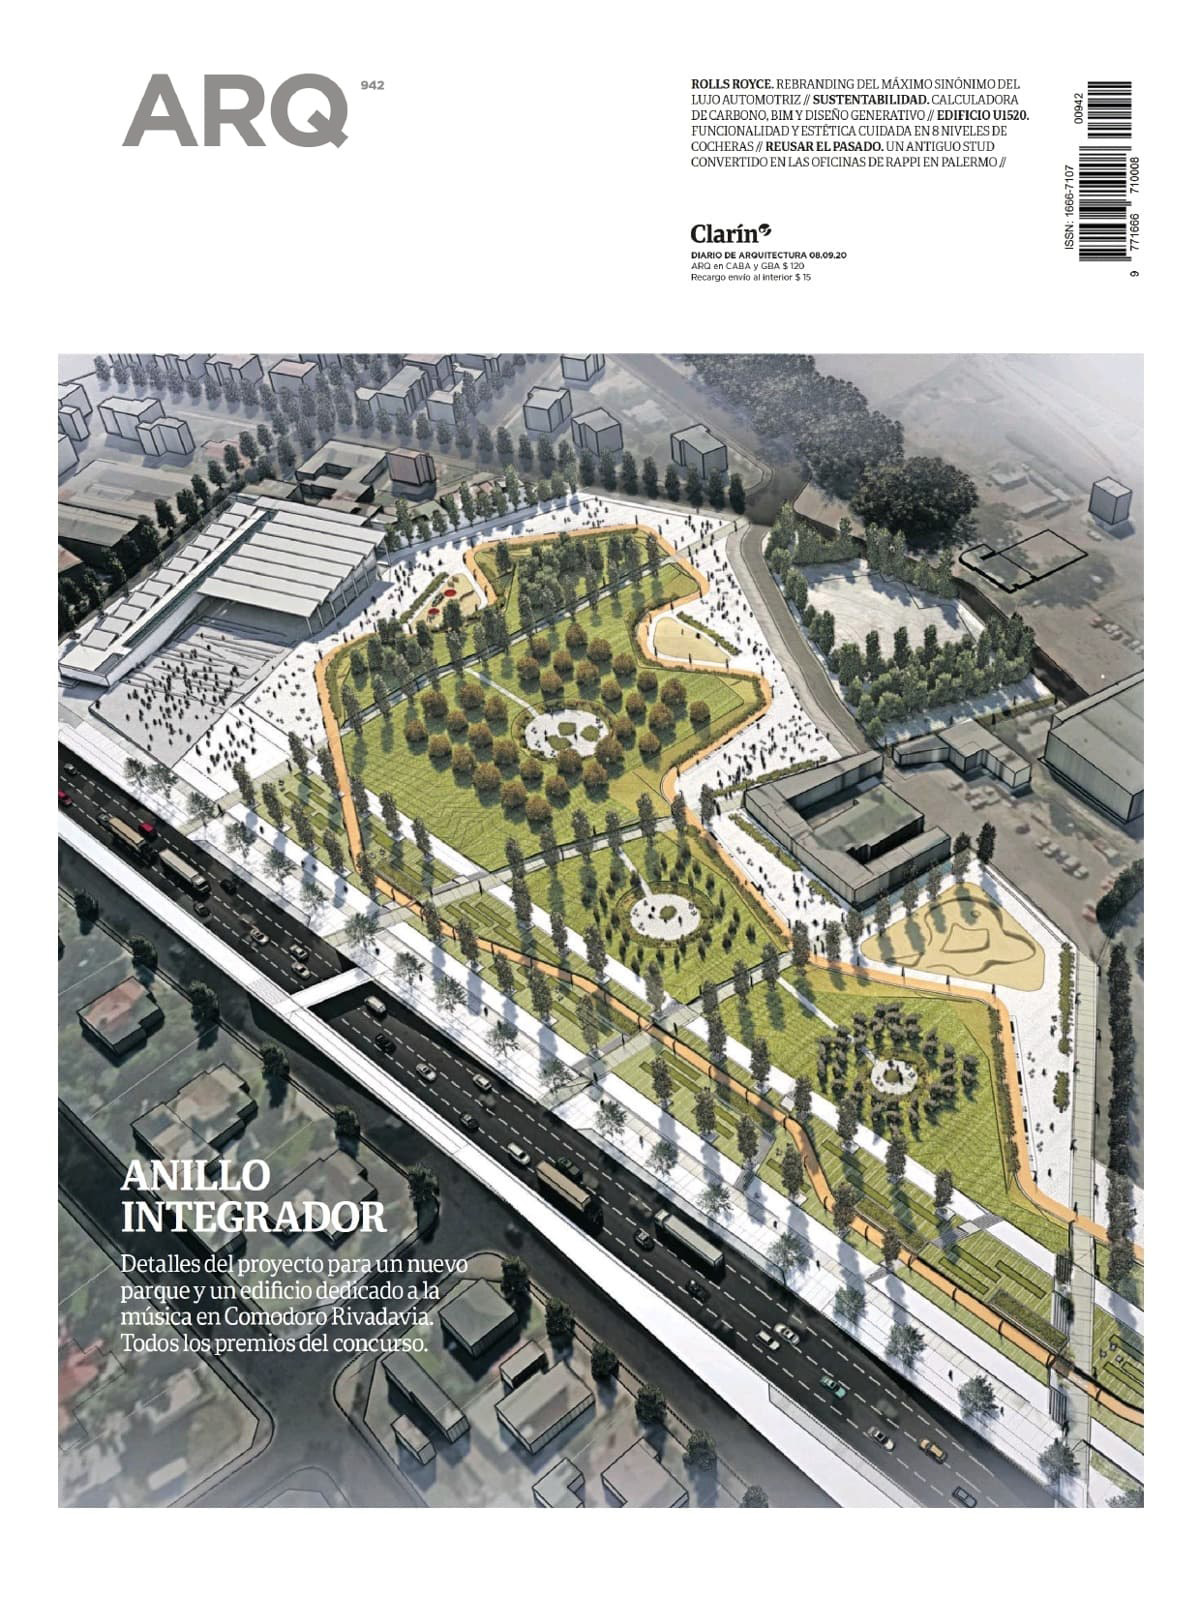 ARQ 942
ROLLS ROYCE. REBRANDING DEL MÁXIMO SINÓNIMO DEL
LUJO AUTOMOTRIZ // SUSTENTABILIDAD. CALCULADORA
DE CARBONO, BIM Y DISEÑO GENERATIVO // EDIFICIO U1520.
FUNCIONALIDAD Y ESTÉTICA CUIDADA EN 8 NIVELES DE
COCHERAS // REUSAR EL PASADO. UN ANTIGUO STUD
CONVERTIDO EN LAS OFICINAS DE RAPPI EN PALERMO //
Clarín
DIARIO DE ARQUITECTURA 08.09.20
ARQ en CABA y GBA $ 120
Recargo envío al interior $ 15
ISSN: 1666-7107
00942
9 771666 710008
ANILLO
INTEGRADOR
Detalles del proyecto para un nuevo
parque y un edificio dedicado a la
música en Comodoro Rivadavia.
Todos los premios del concurso.